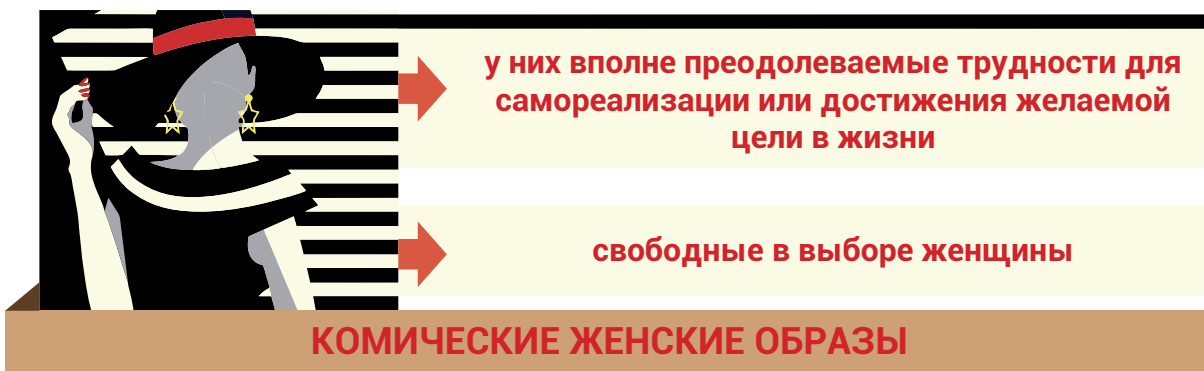 у них вполне преодолеваемые трудности для
самореализации или достижения желаемой
цели в жизни
свободные в выборе женщины
КОМИЧЕСКИЕ ЖЕНСКИЕ ОБРАЗЫ